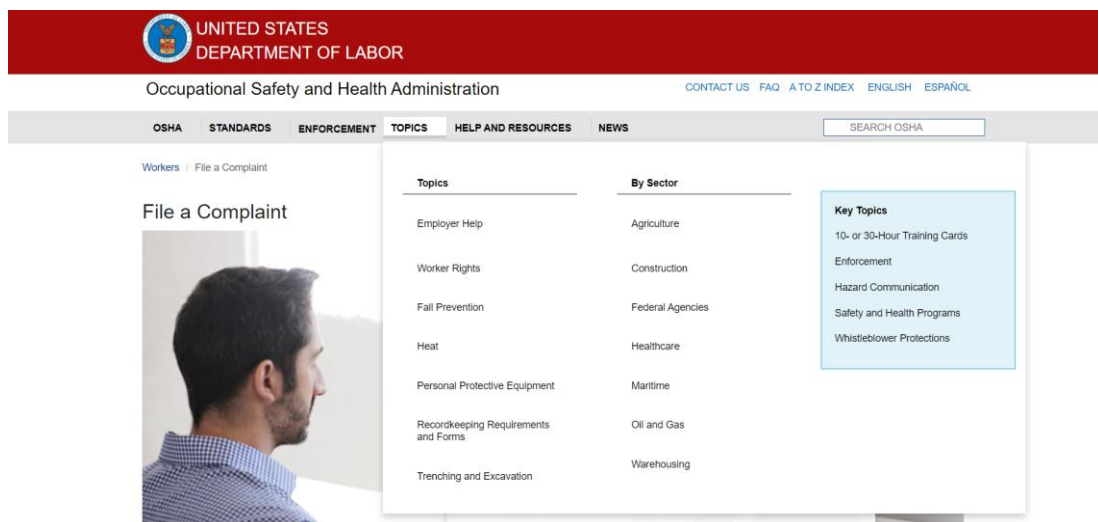 UNITED STATES
DEPARTMENT OF LABOR
Occupational Safety and Health Administration
CONTACT US FAQ A TO Z INDEX ENGLISH ESPAÑOL
OSHA STANDARDS ENFORCEMENT TOPICS HELP AND RESOURCES NEWS
SEARCH OSHA
Workers / File a Complaint
File a Complaint
Topics
Employer Help
Worker Rights
Fall Prevention
Heat
Personal Protective Equipment
Recordkeeping Requirements
and Forms
Trenching and Excavation
By Sector
Agriculture
Construction
Federal Agencies
Healthcare
Maritime
Oil and Gas
Warehousing
Key Topics
10- or 30-Hour Training Cards
Enforcement
Hazard Communication
Safety and Health Programs
Whistleblower Protections